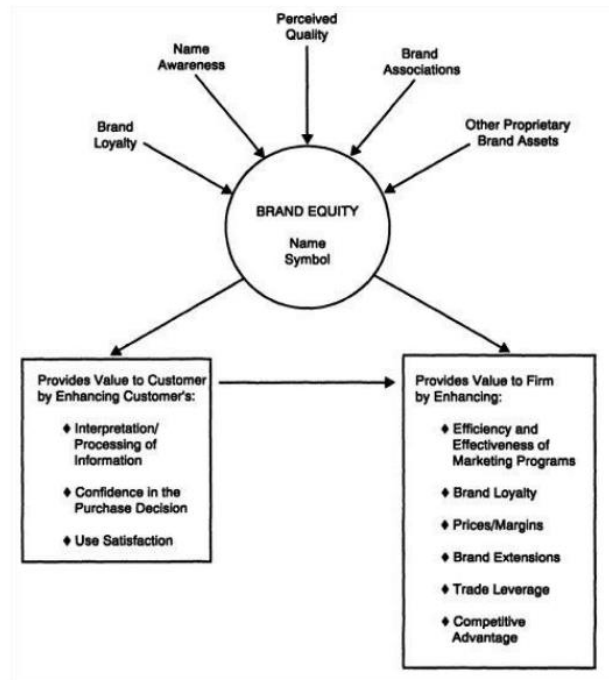 Perceived
Quality
Name
Awareness
Brand
Associations
Brand
Loyalty
Other Proprietary
Brand Assets
BRAND EQUITY
Name
Symbol
Provides Value to Customer
by Enhancing Customer's:
♦ Interpretation/
Processing of
Information
♦ Confidence in the
Purchase Decision
♦ Use Satisfaction
Provides Value to Firm
by Enhancing:
♦ Efficiency and
Effectiveness of
Marketing Programs
♦ Brand Loyalty
♦ Prices/Margins
♦ Brand Extensions
♦ Trade Leverage
♦ Competitive
Advantage